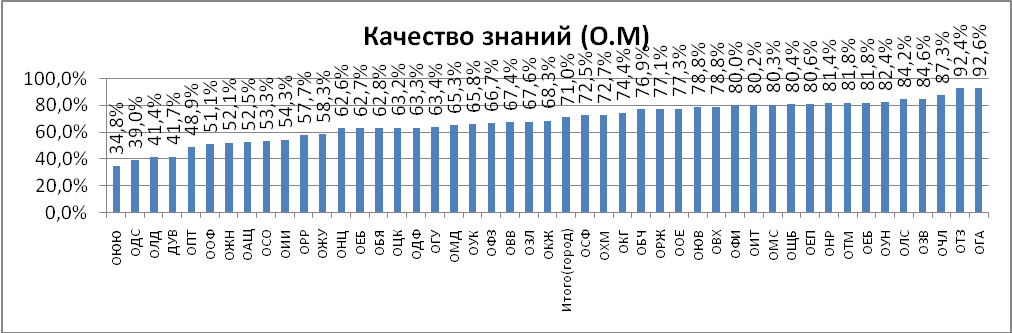 Качество знаний (О.М)
100,0%
80,0%
60,0%
40,0%
20,0%
0,0%
34,8%
39,0%
41,4%
41,7%
48,9%
51,1%
52,1%
52,5%
53,3%
54,3%
57,7%
58,3%
62,6%
62,7%
62,8%
63,2%
63,3%
63,4%
65,3%
65,8%
66,7%
67,4%
67,6%
68,3%
71,0%
72,5%
72,7%
74,4%
76,9%
77,1%
77,3%
78,8%
78,8%
80,0%
80,2%
80,3%
80,4%
80,6%
81,4%
81,8%
81,8%
82,4%
84,2%
84,6%
87,3%
92,4%
92,6%
ОЮЮ
ОДС
ОЛД
ДУВ
ОПТ
ООФ
ОЖН
ОАЩ
ОСО
ОИИ
ОРР
ОЖУ
ОНЦ
ОЕБ
ОБЯ
ОЦК
ОДФ
ОГУ
ОМД
ОУК
ОФЗ
ОВВ
ОЗЛ
ОКЖ
Итого(город)
ОСФ
ОХМ
ОКГ
ОБЧ
ОРЖ
ООЕ
ОЮВ
ОВХ
ОФИ
ОИТ
ОМС
ОЩБ
ОЕП
ОНР
ОТМ
ОЕБ
ОУН
ОЛС
ОЗВ
ОЧЛ
ОТЗ
ОГА